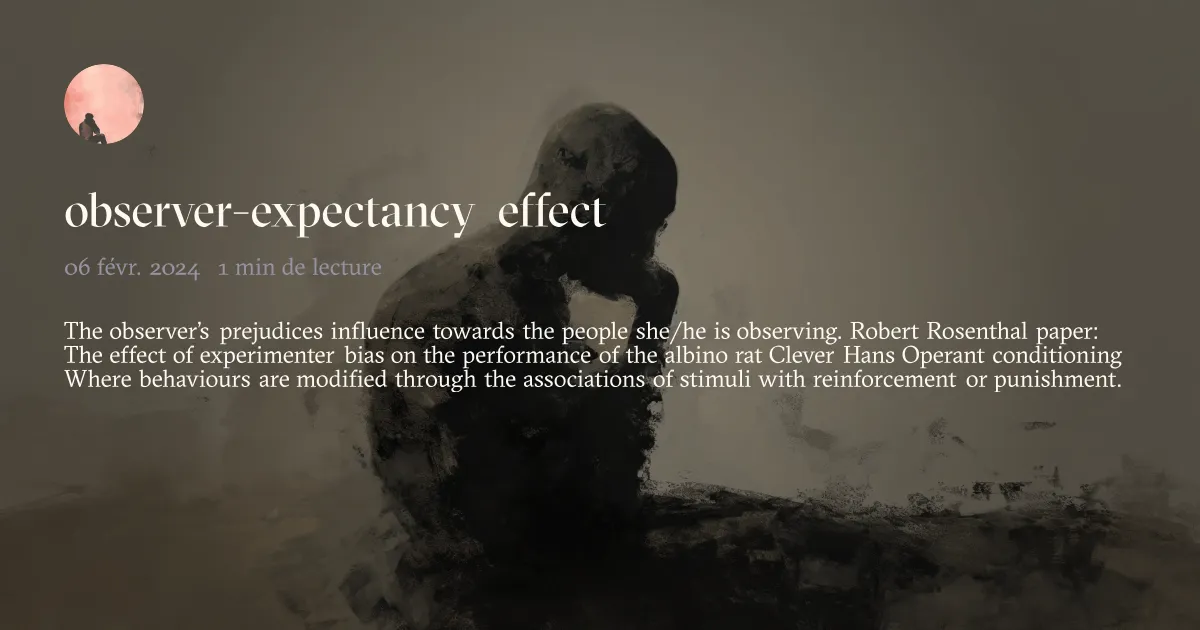 observer-expectancy effect
06 févr. 2024 1 min de lecture
The observer's prejudices influence towards the people she/he is observing. Robert Rosenthal paper:
The effect of experimenter bias on the performance of the albino rat Clever Hans Operant conditioning
Where behaviours are modified through the associations of stimuli with reinforcement or punishment.